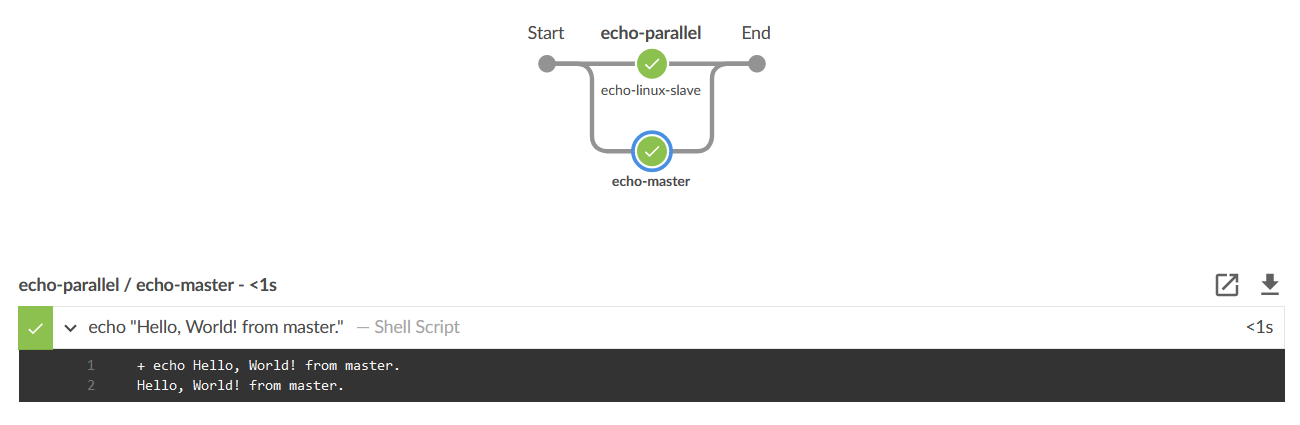 Start echo-parallel End
echo-linux-slave
echo-master
echo-parallel / echo-master - <1s
echo "Hello, World! from master." — Shell Script <1s
1 + echo Hello, World! from master.
2 Hello, World! from master.